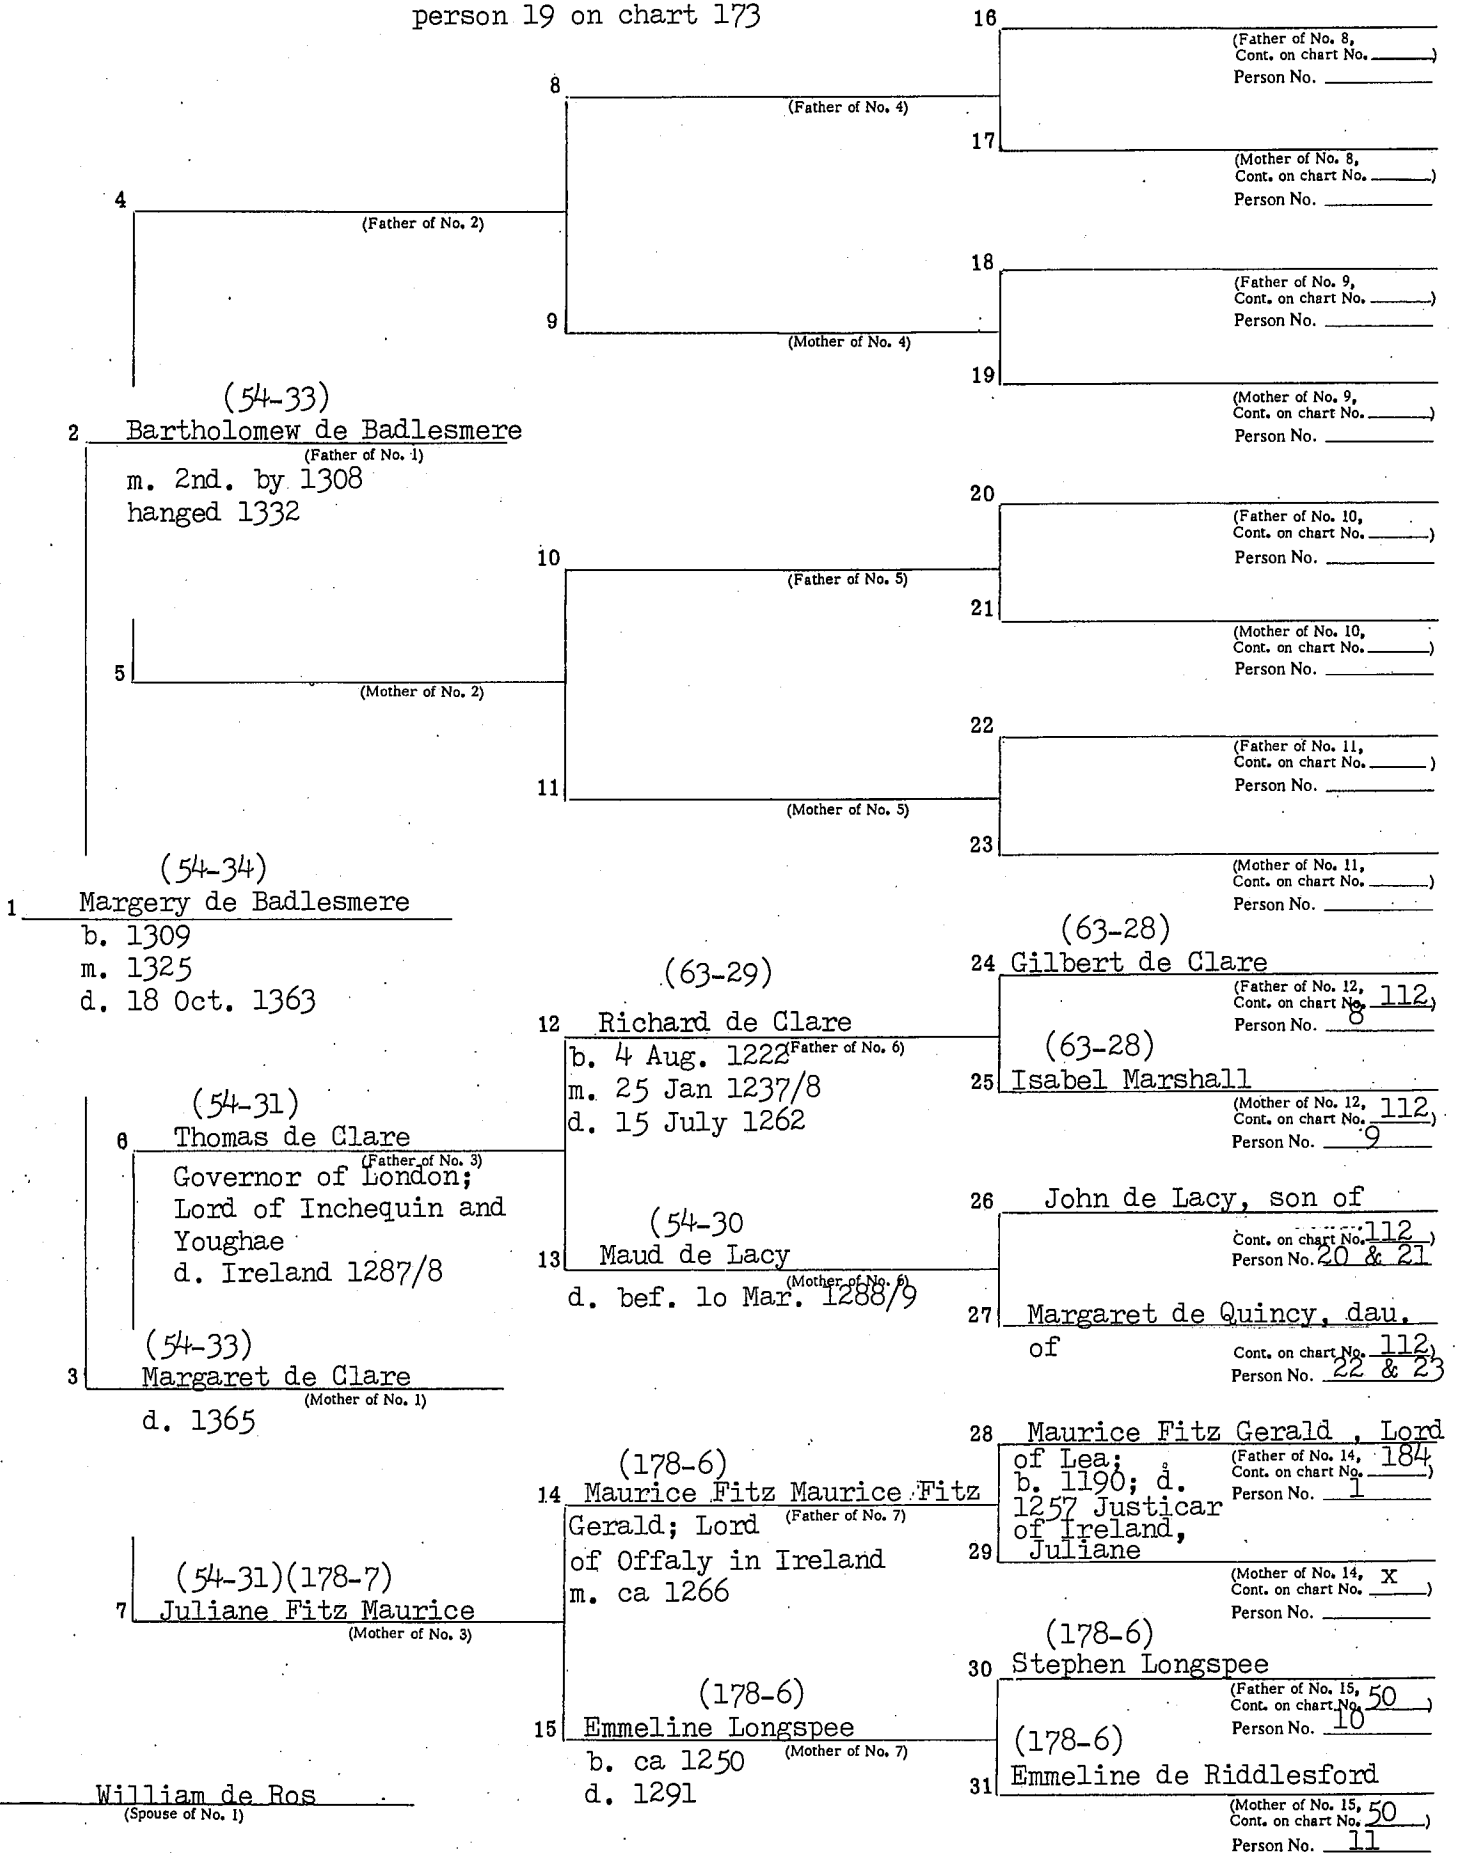 person 19 on chart 173
16
(Father of No. 8,
Cont. on chart No. ______)
Person No. ______
8
(Father of No. 4)
17
(Mother of No. 8,
Cont. on chart No. ______)
Person No. ______
4
(Father of No. 2)
18
(Father of No. 9,
Cont. on chart No. ______)
Person No. ______
9
(Mother of No. 4)
19
(Mother of No. 9,
Cont. on chart No. ______)
Person No. ______
(54-33)
2 Bartholomew de Badlesmere
(Father of No. 1)
m. 2nd. by 1308
hanged 1332
20
(Father of No. 10,
Cont. on chart No. ______)
Person No. ______
10
(Father of No. 5)
21
(Mother of No. 10,
Cont. on chart No. ______)
Person No. ______
5
(Mother of No. 2)
22
(Father of No. 11,
Cont. on chart No. ______)
Person No. ______
11
(Mother of No. 5)
23
(Mother of No. 11,
Cont. on chart No. ______)
Person No. ______
(54-34)
1 Margery de Badlesmere
b. 1309
m. 1325
d. 18 Oct. 1363
(63-28)
24 Gilbert de Clare
(Father of No. 12,
Cont. on chart No. 112)
Person No. 8
(63-29)
12 Richard de Clare
(Father of No. 6)
b. 4 Aug. 1222
m. 25 Jan 1237/8
d. 15 July 1262
(63-28)
25 Isabel Marshall
(Mother of No. 12,
Cont. on chart No. 112)
Person No. 9
(54-31)
6 Thomas de Clare
(Father of No. 3)
Governor of London;
Lord of Inchequin and
Youghae
d. Ireland 1287/8
26 John de Lacy, son of
Cont. on chart No. 112)
Person No. 20 & 21
(54-30
13 Maud de Lacy
(Mother of No. 6)
d. bef. lo Mar. 1288/9
27 Margaret de Quincy, dau.
of
Cont. on chart No. 112)
Person No. 22 & 23
(54-33)
3 Margaret de Clare
(Mother of No. 1)
d. 1365
28 Maurice Fitz Gerald , Lord
of Lea;
b. 1190; d.
1257 Justicar
of Ireland,
(Father of No. 14,
Cont. on chart No. 184)
Person No. 1
(178-6)
14 Maurice Fitz Maurice Fitz
(Father of No. 7)
Gerald; Lord
of Offaly in Ireland
m. ca 1266
29 Juliane
(Mother of No. 14,
Cont. on chart No. x)
Person No. ______
(54-31)(178-7)
7 Juliane Fitz Maurice
(Mother of No. 3)
(178-6)
30 Stephen Longspee
(Father of No. 15,
Cont. on chart No. 50)
Person No. 10
(178-6)
15 Emmeline Longspee
(Mother of No. 7)
b. ca 1250
d. 1291
(178-6)
31 Emmeline de Riddlesford
(Mother of No. 15,
Cont. on chart No. 50)
Person No. 11
William de Ros
(Spouse of No. 1)